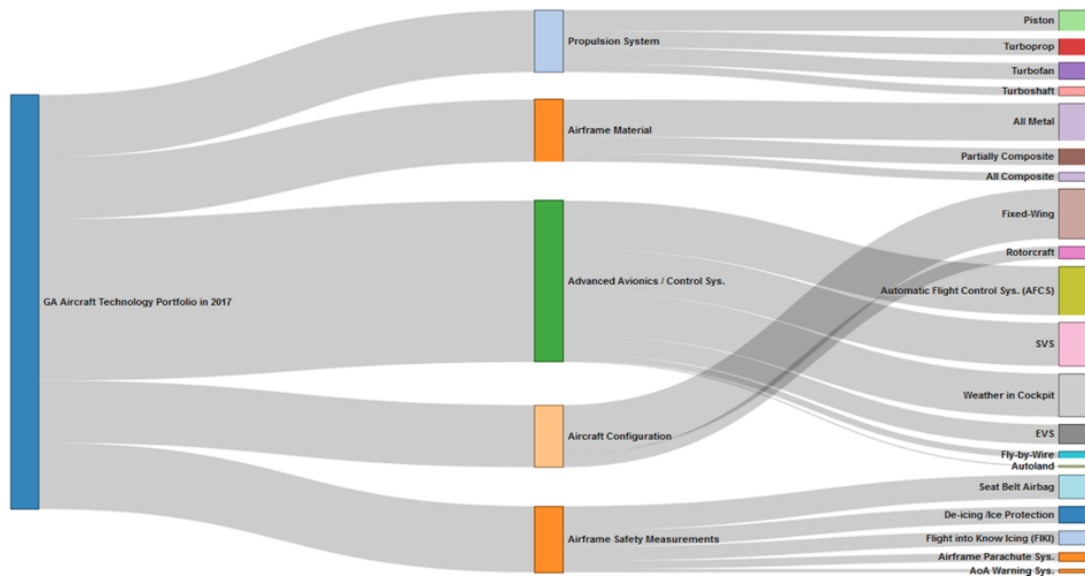 GA Aircraft Technology Portfolio in 2017
Propulsion System
Airframe Material
Advanced Avionics / Control Sys.
Aircraft Configuration
Airframe Safety Measurements
Piston
Turboprop
Turbofan
Turboshaft
All Metal
Partially Composite
All Composite
Fixed-Wing
Rotorcraft
Automatic Flight Control Sys. (AFCS)
SVS
Weather in Cockpit
EVS
Fly-by-Wire
Autoland
Seat Belt Airbag
De-icing /Ice Protection
Flight into Know Icing (FIKI)
Airframe Parachute Sys.
AoA Warning Sys.